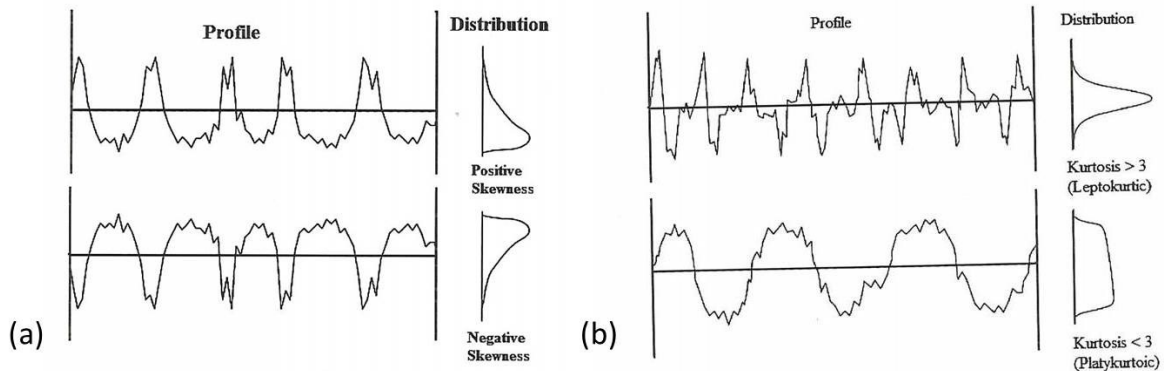 Profile
Distribution
Positive
Skewness
Negative
Skewness
(a)
Profile
Distribution
Kurtosis > 3
(Leptokurtic)
Kurtosis < 3
(Platykurtoic)
(b)